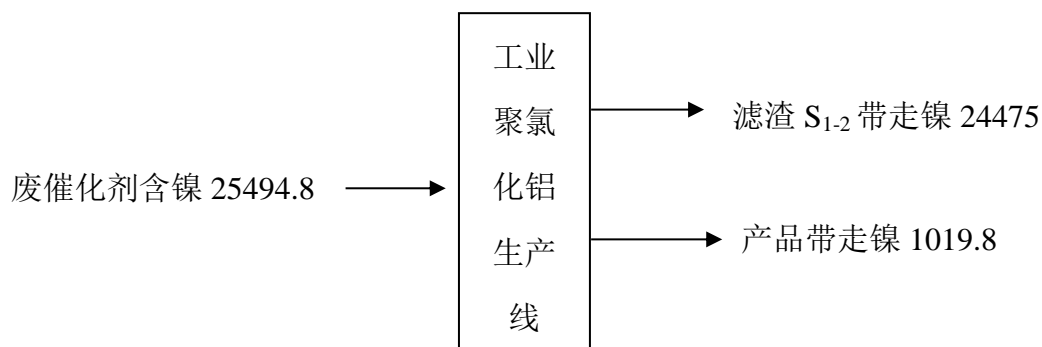 废催化剂含镍 25494.8
工业
聚氯
化铝
生产
线
滤渣 S1-2 带走镍 24475
产品带走镍 1019.8